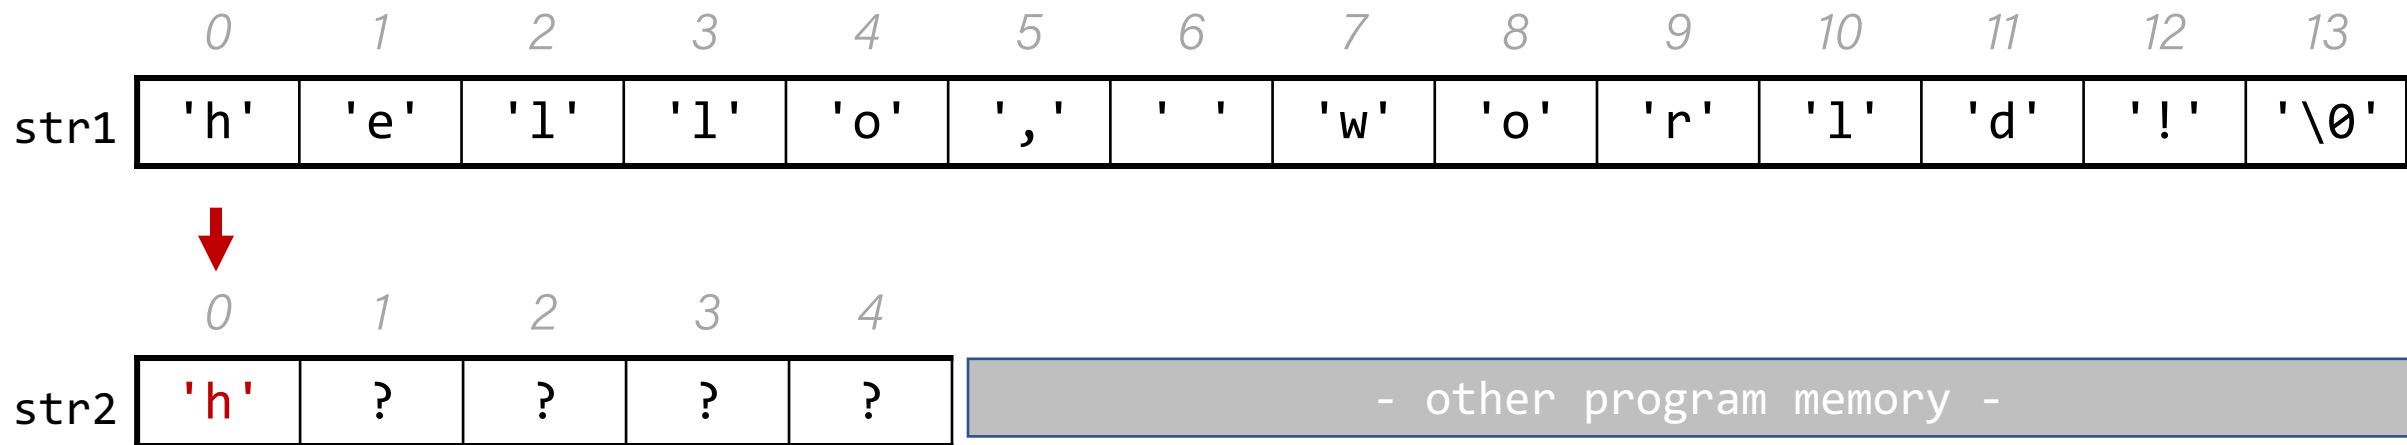 0 1 2 3 4 5 6 7 8 9 10 11 12 13
str1 'h' 'e' 'l' 'l' 'o' ',' ' ' 'w' 'o' 'r' 'l' 'd' '!' '\0'
0 1 2 3 4
str2 'h' ? ? ? ? - other program memory -